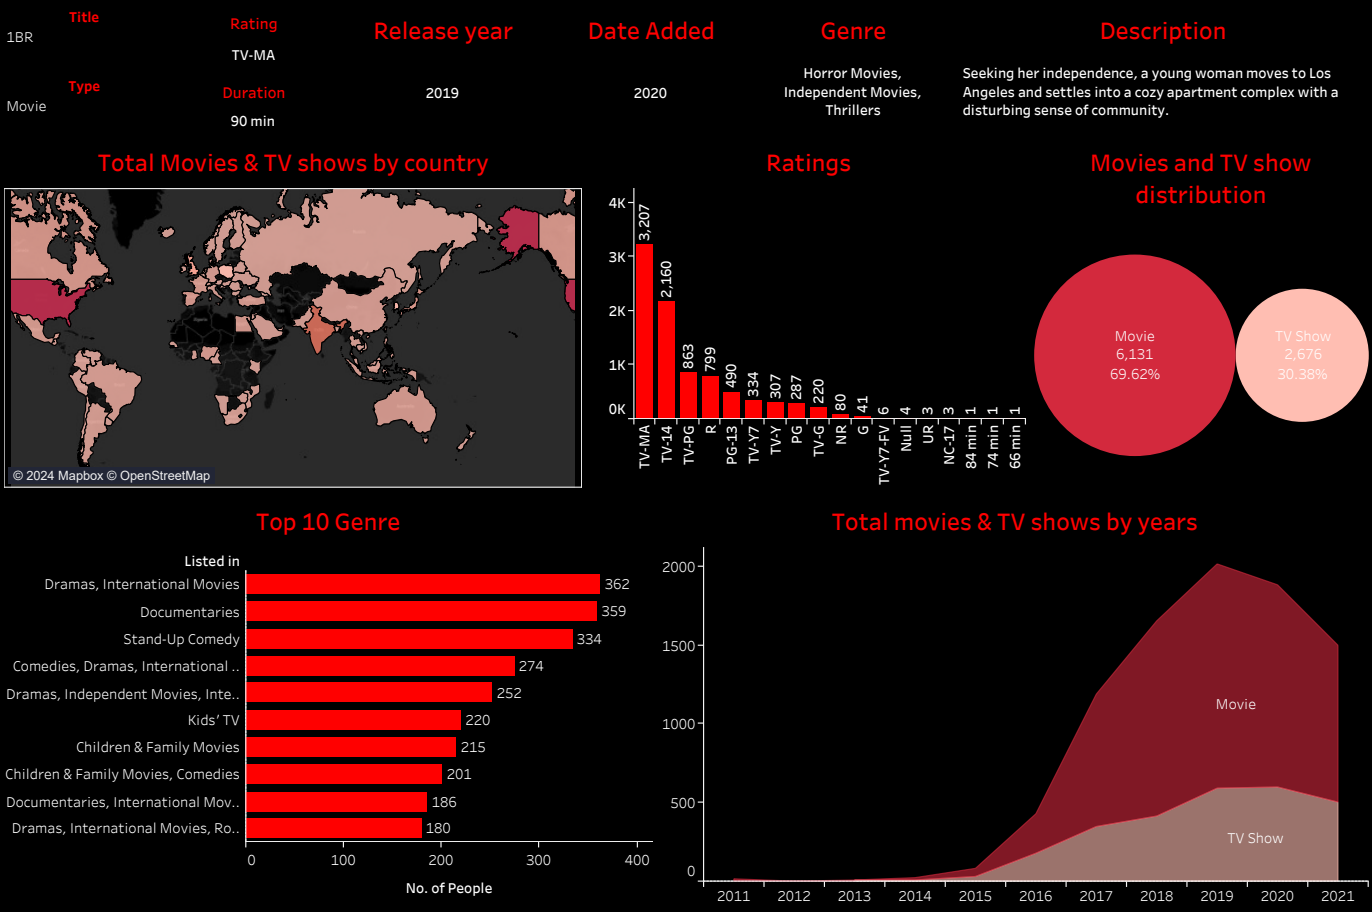 Title
1BR
Type
Movie
Rating
TV-MA
Duration
90 min
Release year
2019
Date Added
2020
Genre
Horror Movies,
Independent Movies,
Thrillers
Description
Seeking her independence, a young woman moves to Los
Angeles and settles into a cozy apartment complex with a
disturbing sense of community.
Total Movies & TV shows by country
© 2024 Mapbox © OpenStreetMap
Ratings
4K
3K
2K
1K
0K
3,207
2,160
863
799
490
334
307
287
220
80
41
6
4
3
3
1
1
1
TV-MA
TV-14
TV-PG
R
PG-13
TV-Y7
TV-Y
PG
TV-G
NR
G
TV-Y7-FV
Null
UR
NC-17
84 min
74 min
66 min
Movies and TV show
distribution
Movie
6,131
69.62%
TV Show
2,676
30.38%
Top 10 Genre
Listed in
Dramas, International Movies 362
Documentaries 359
Stand-Up Comedy 334
Comedies, Dramas, International .. 274
Dramas, Independent Movies, Inte.. 252
Kids' TV 220
Children & Family Movies 215
Children & Family Movies, Comedies 201
Documentaries, International Mov.. 186
Dramas, International Movies, Ro.. 180
0 100 200 300 400
No. of People
Total movies & TV shows by years
2000
1500
1000
500
0
Movie
TV Show
2011 2012 2013 2014 2015 2016 2017 2018 2019 2020 2021